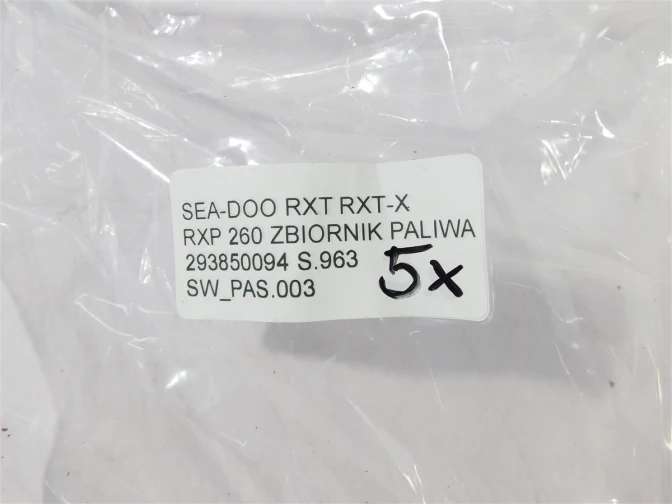 SEA-DOO RXT RXT-X
RXP 260 ZBIORNIK PALIWA
293850094 S.963
SW_PAS.003
5x